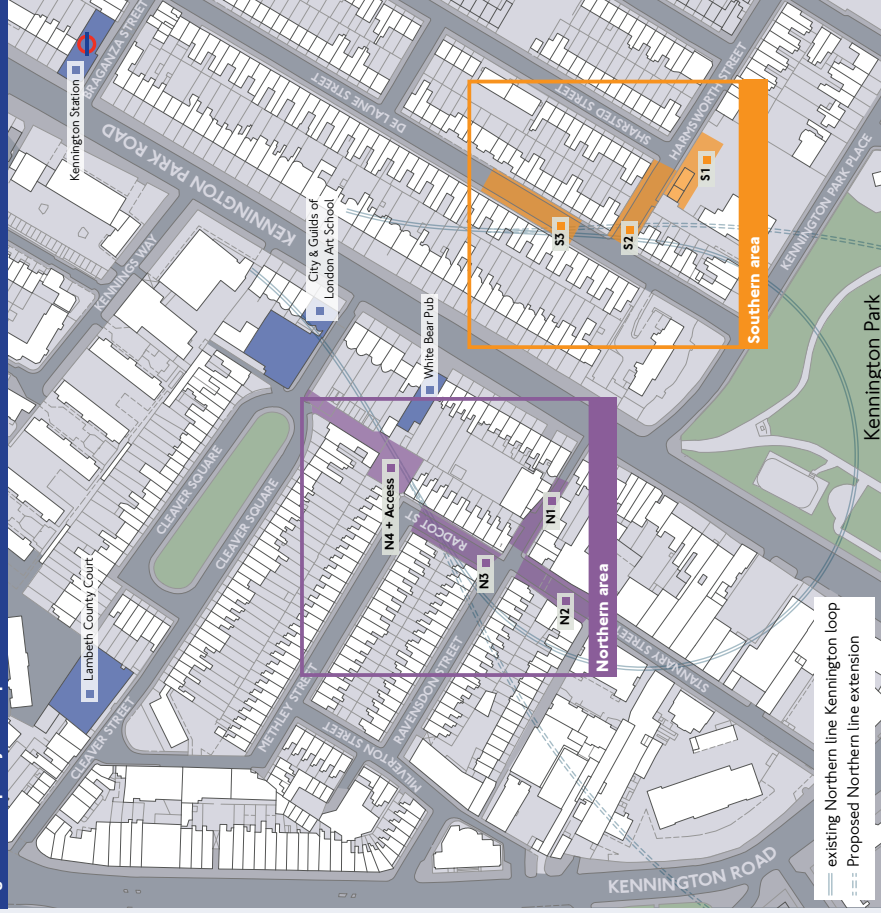 Kennington Station
BRAGANZA STREET
KENNINGTON PARK ROAD
DE LAUNE STREET
SHARSTED STREET
HARMSWORTH STREET
KENNINGTON PARK PLACE
KENNINGS WAY
City & Guilds of
London Art School
White Bear Pub
S1
S2
S3
Southern area
Kennington Park
CLEAVER SQUARE
CLEAVER SQUARE
Lambeth County Court
CLEAVER STREET
N4 + Access
RADCOT ST
N1
N3
N2
Northern area
METHLEY STREET
RAVENSDON STREET
MILVERTON STREET
STANNARY STREET
KENNINGTON ROAD
existing Northern line Kennington loop
Proposed Northern line extension